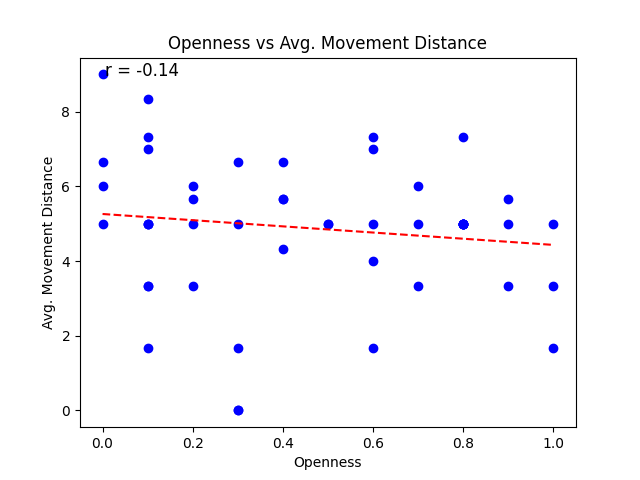 Openness vs Avg. Movement Distance
r = -0.14
Avg. Movement Distance
8
6
4
2
0
0.0 0.2 0.4 0.6 0.8 1.0
Openness